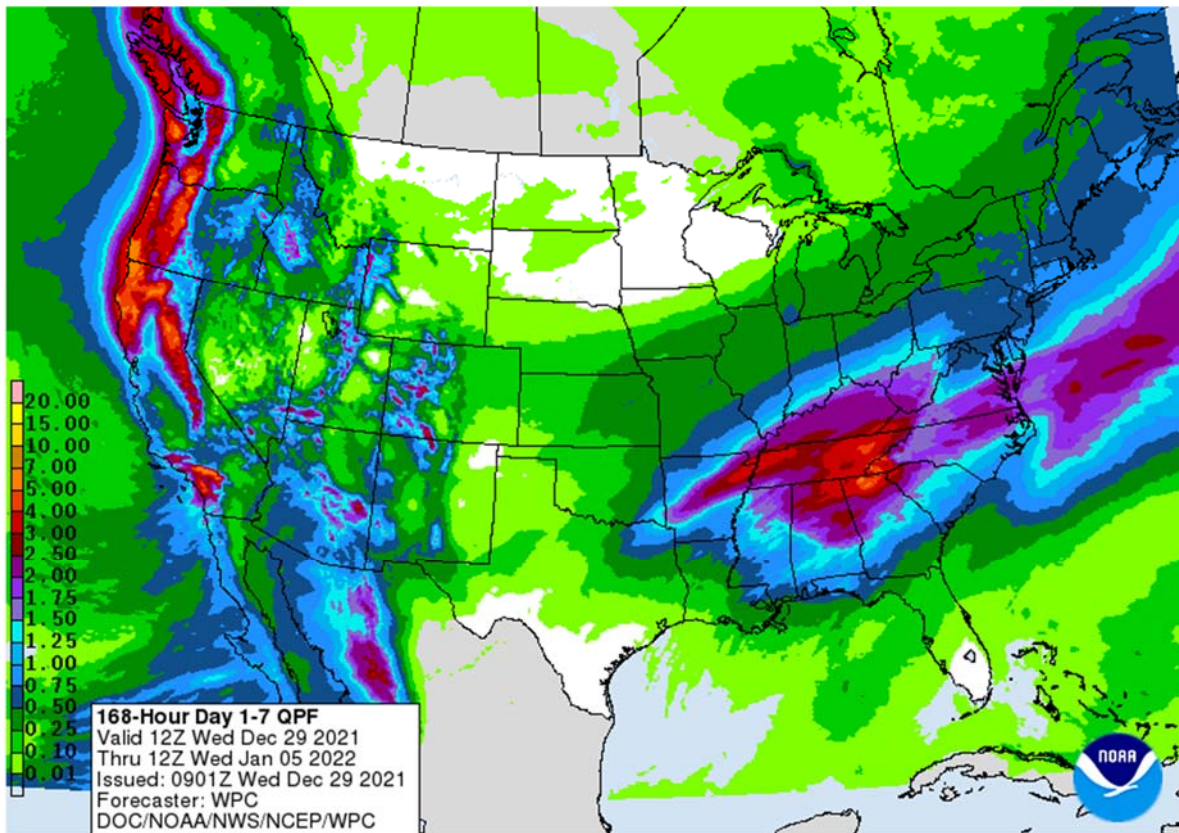 20.00
15.00
10.00
7.00
5.00
4.00
3.00
2.50
2.00
1.75
1.50
1.25
1.00
0.75
0.50
0.25
0.10
0.01
168-Hour Day 1-7 QPF
Valid 12Z Wed Dec 29 2021
Thru 12Z Wed Jan 05 2022
Issued: 0901Z Wed Dec 29 2021
Forecaster: WPC
DOC/NOAA/NWS/NCEP/WPC
NOAA